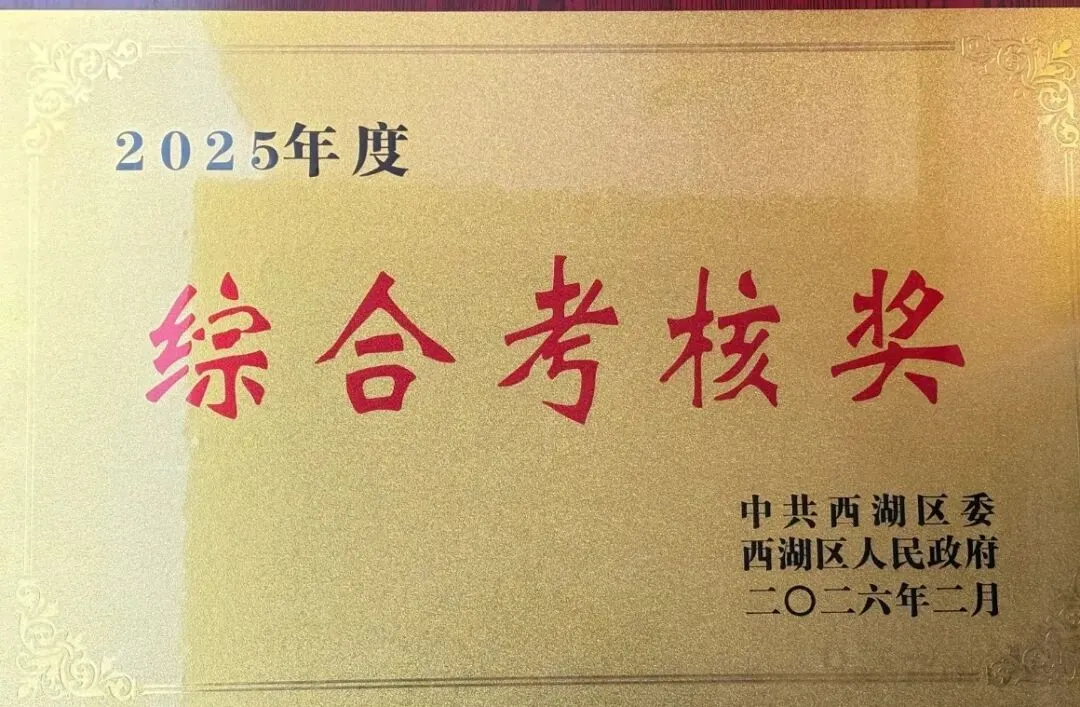 2025年度
综合考核奖
中共西湖区委
西湖区人民政府
二〇二六年二月